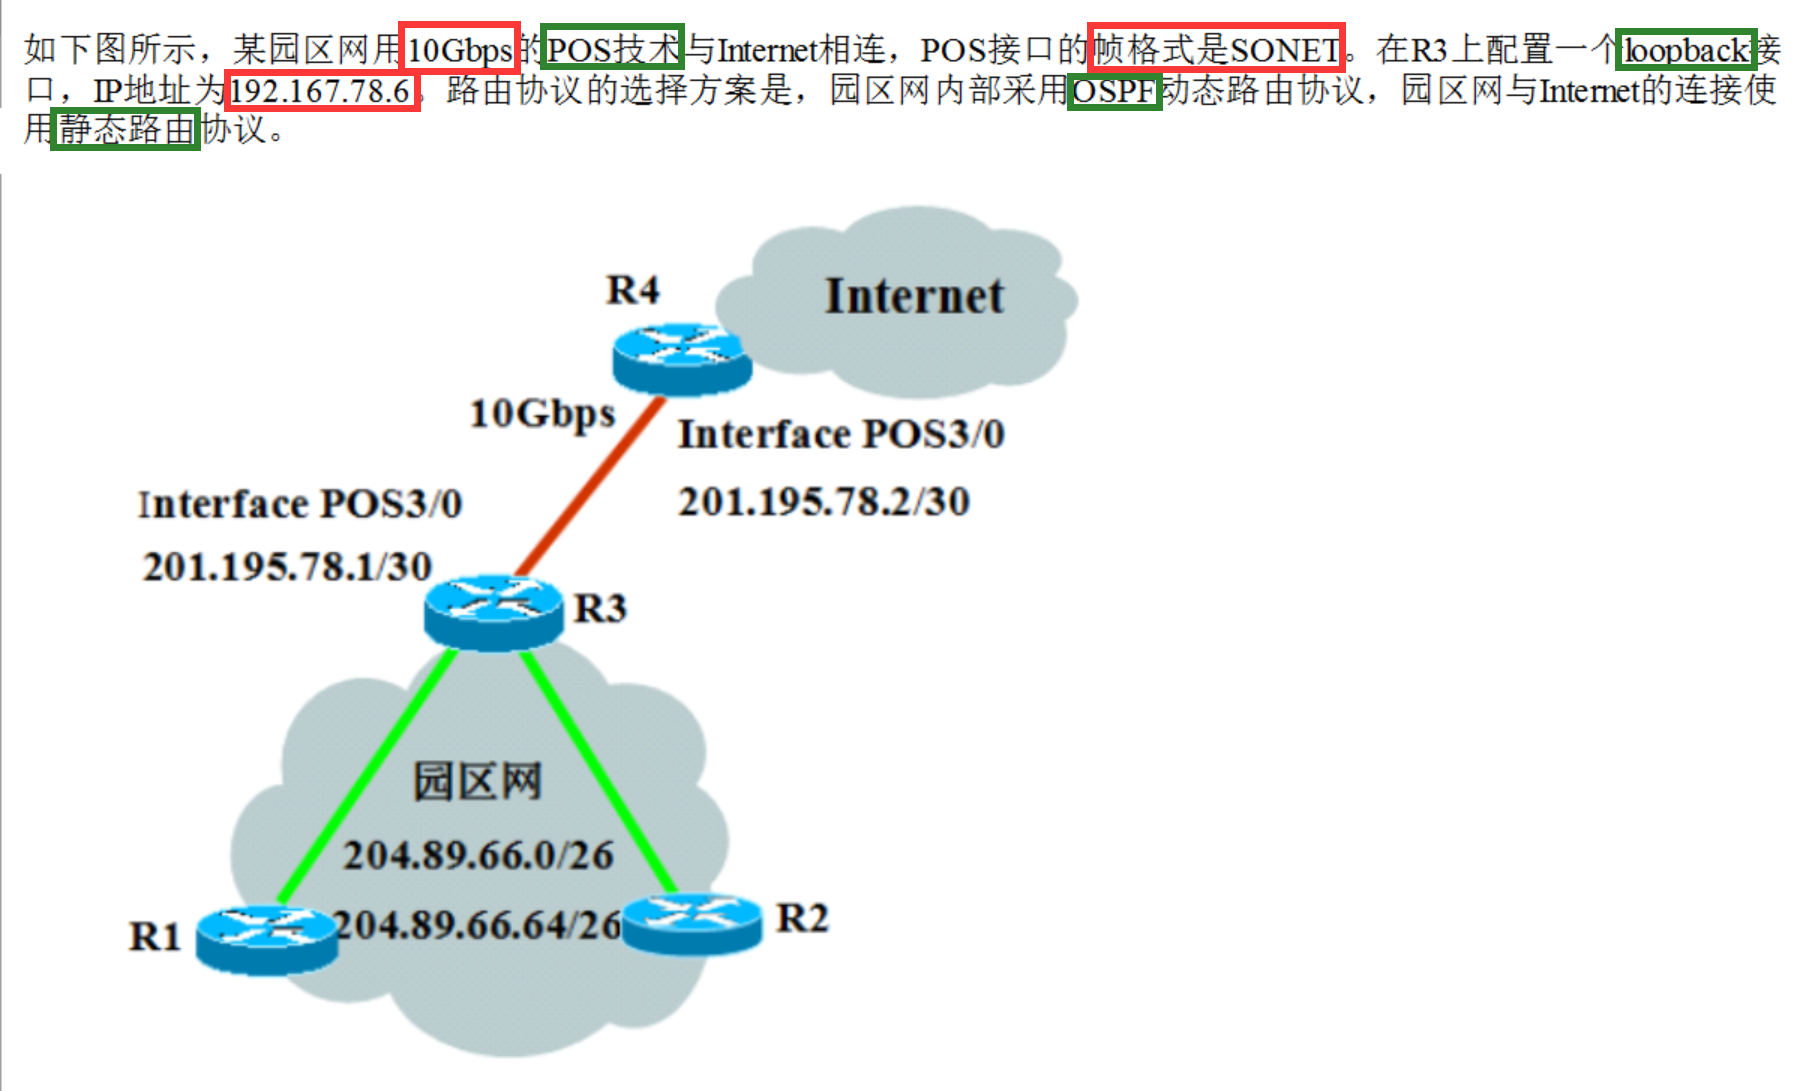 如下图所示，某园区网用10Gbps的POS技术与Internet相连，POS接口的帧格式是SONET。在R3上配置一个loopback接
口，IP地址为192.167.78.6。路由协议的选择方案是，园区网内部采用OSPF动态路由协议，园区网与Internet的连接使
用静态路由协议。
Internet
R4
10Gbps
Interface POS3/0
201.195.78.2/30
Interface POS3/0
201.195.78.1/30
R3
园区网
204.89.66.0/26
204.89.66.64/26
R1
R2